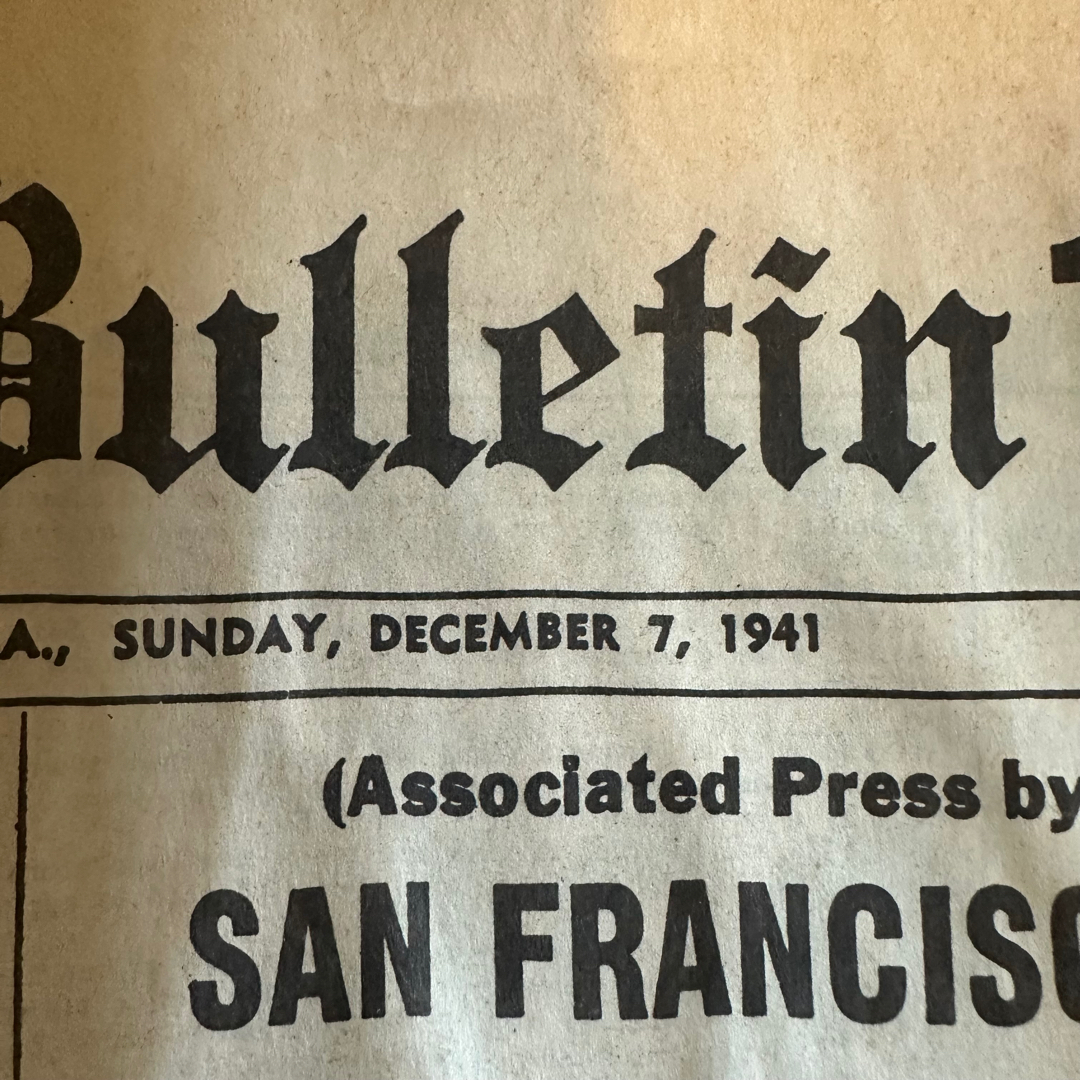 Bulletin
A., SUNDAY, DECEMBER 7, 1941
(Associated Press by
SAN FRANCISC